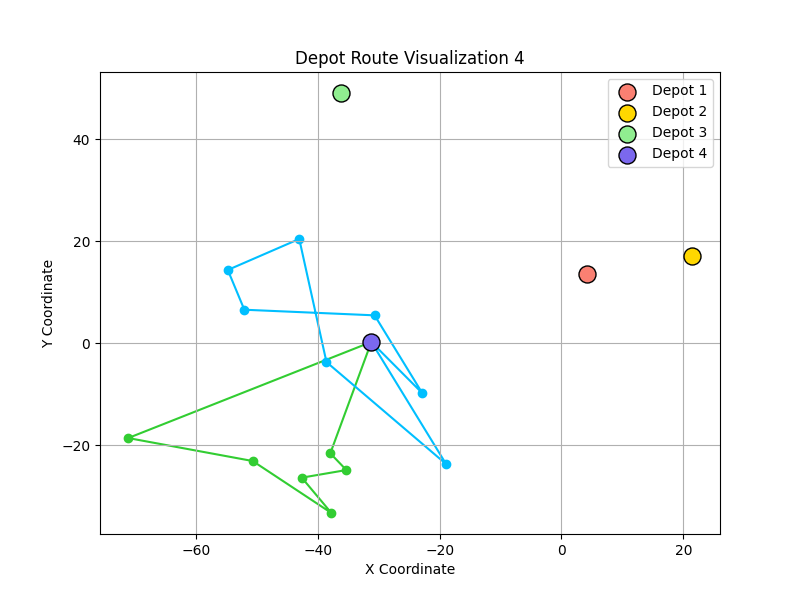 Depot Route Visualization 4
Depot 1
Depot 2
Depot 3
Depot 4
40
20
0
−20
Y Coordinate
−60
−40
−20
0
20
X Coordinate